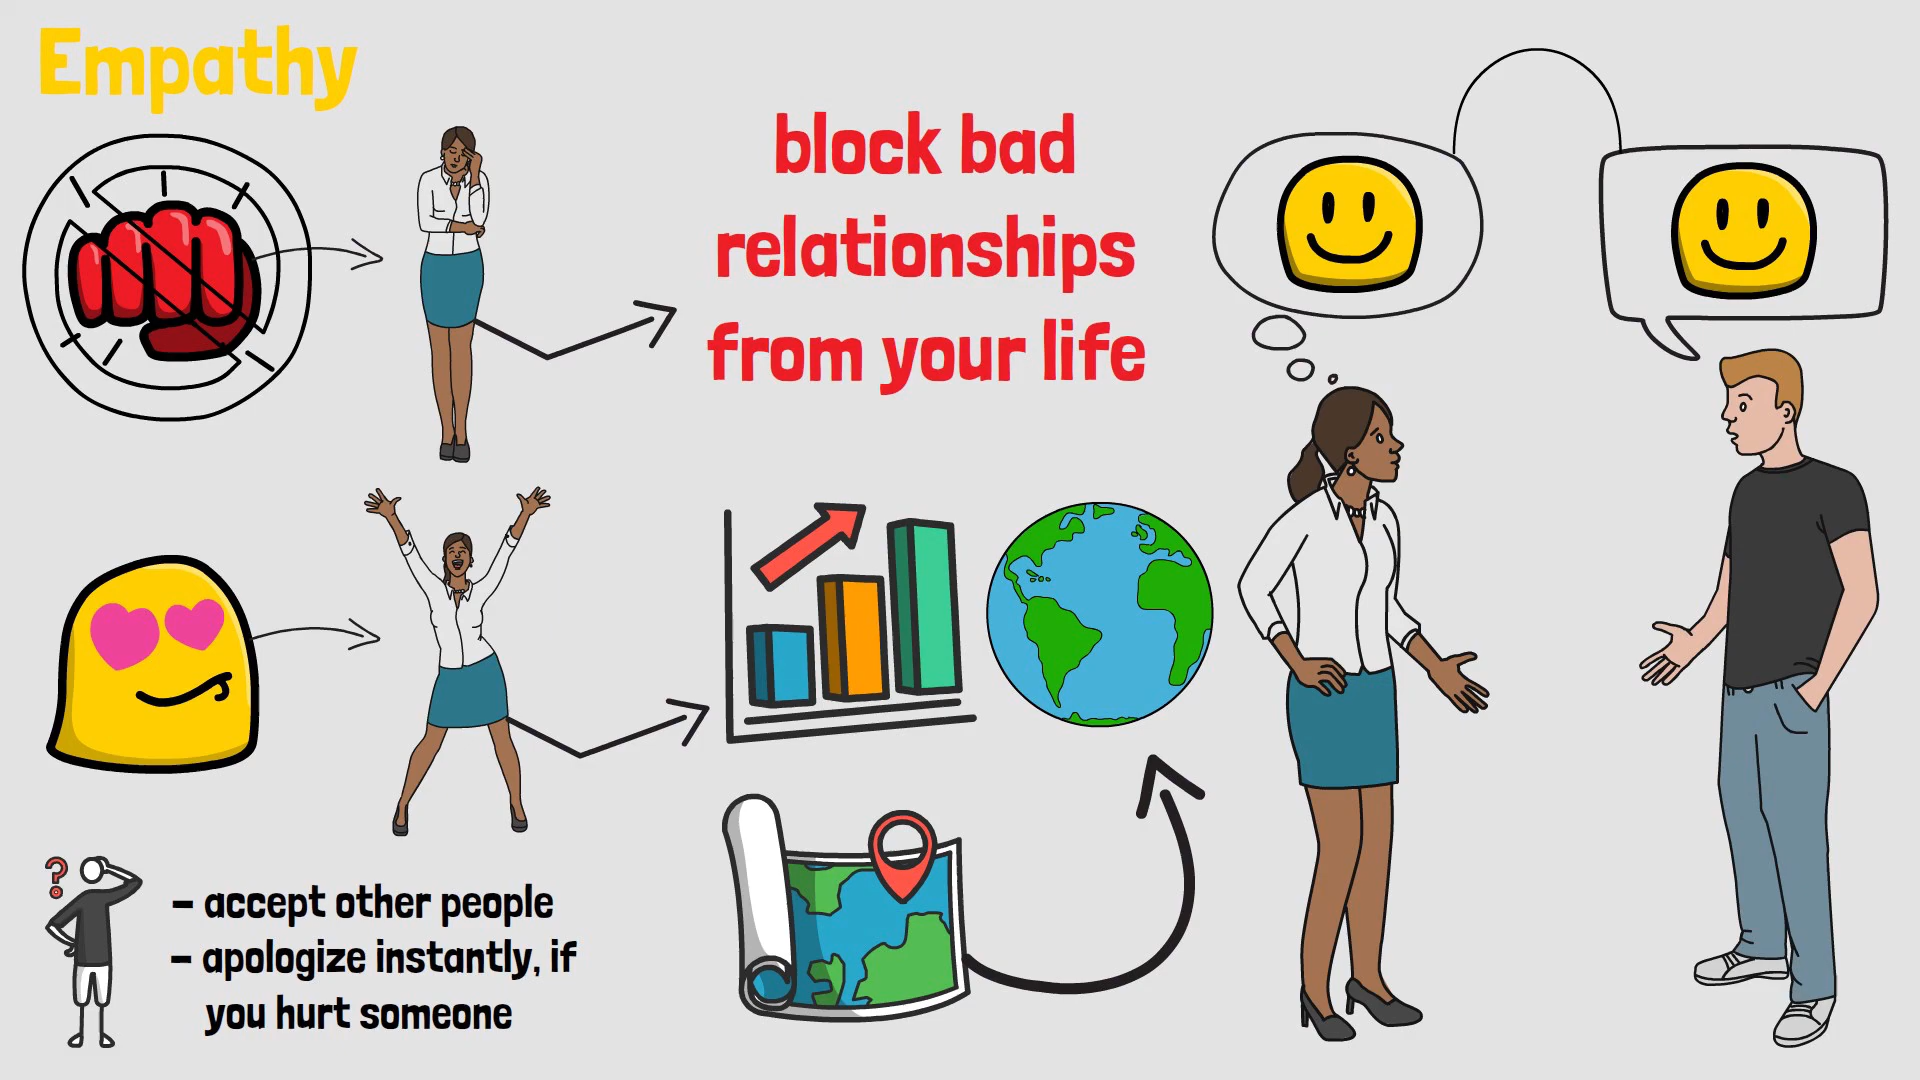 Empathy
block bad
relationships
from your life
?
- accept other people
- apologize instantly, if
you hurt someone